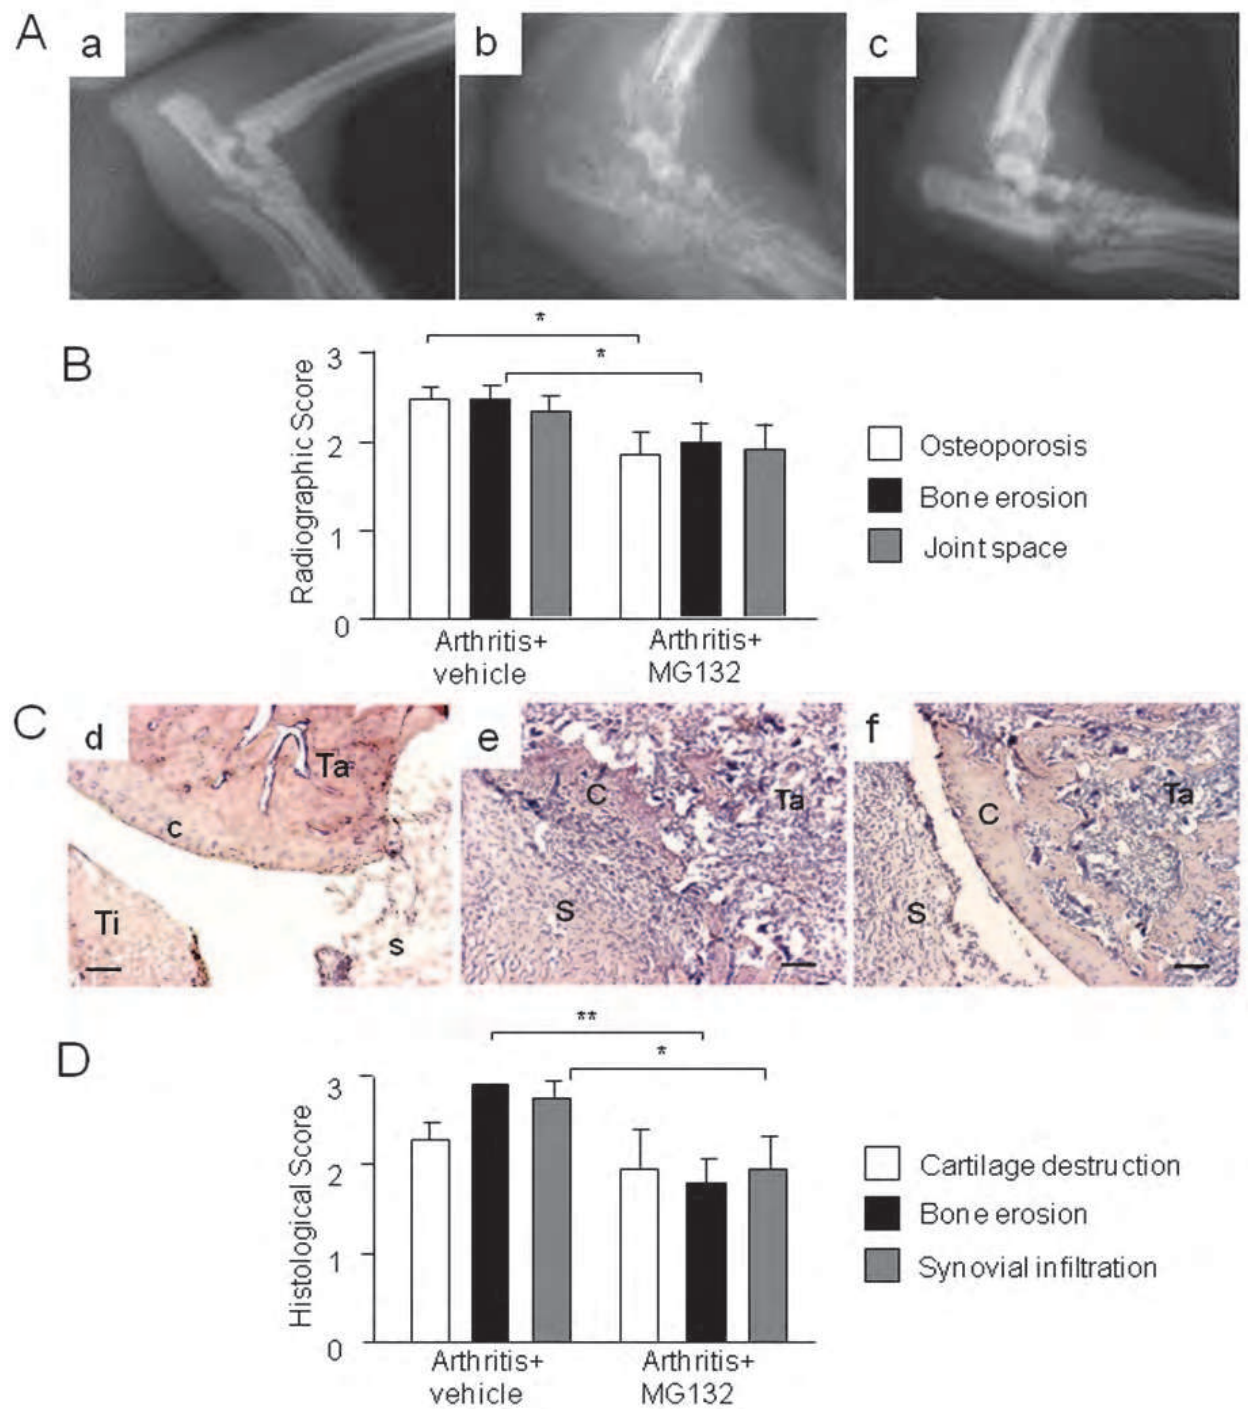 A
a
b
c
B
*
*
Radiographic Score
3
2
1
0
Arthritis+
vehicle
Arthritis+
MG132
Osteoporosis
Bone erosion
Joint space
C
d
Ta
c
Ti
s
e
C
Ta
S
f
C
Ta
S
D
**
*
Histological Score
3
2
1
0
Arthritis+
vehicle
Arthritis+
MG132
Cartilage destruction
Bone erosion
Synovial infiltration